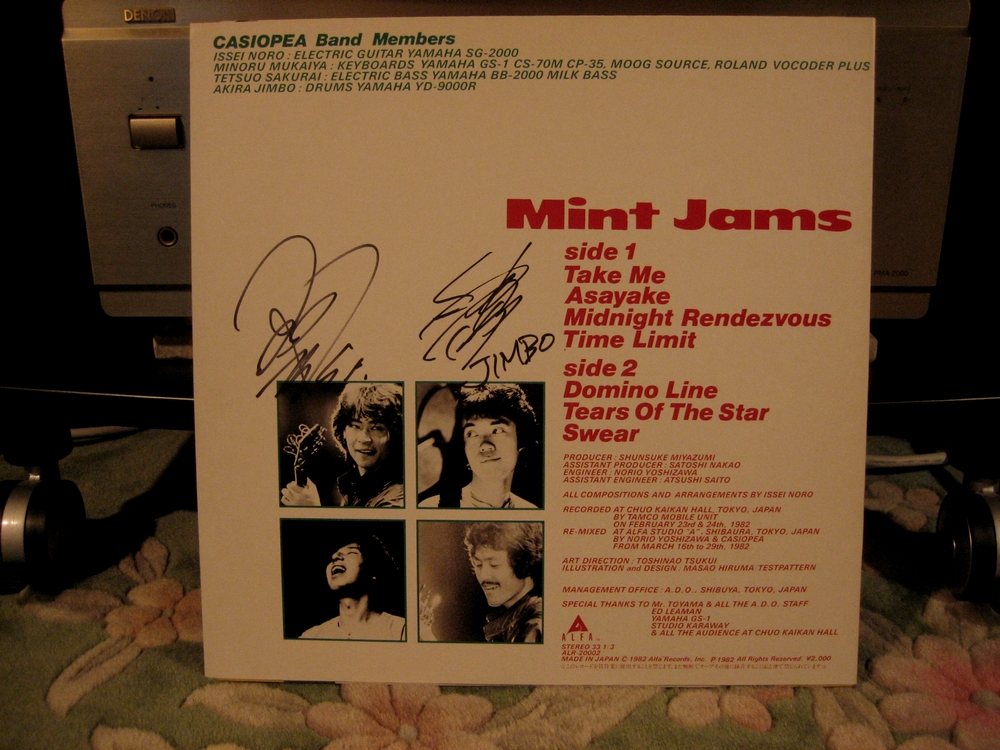 DENON
CASIOPEA Band Members
ISSEI NORO : ELECTRIC GUITAR YAMAHA SG-2000
MINORU MUKAIYA : KEYBOARDS YAMAHA GS-1 CS-70M CP-35, MOOG SOURCE, ROLAND VOCODER PLUS
TETSUO SAKURAI : ELECTRIC BASS YAMAHA BB-2000 MILK BASS
AKIRA JIMBO : DRUMS YAMAHA YD-9000R
PHONES
PMA-2000
Mint Jams
side 1
Take Me
Asayake
Midnight Rendezvous
Time Limit
JIMBO
side 2
Domino Line
Tears Of The Star
Swear
PRODUCER : SHUNSUKE MIYAZUMI
ASSISTANT PRODUCER : SATOSHI NAKAO
ENGINEER : NORIO YOSHIZAWA
ASSISTANT ENGINEER : ATSUSHI SAITO
ALL COMPOSITIONS AND ARRANGEMENTS BY ISSEI NORO
RECORDED AT CHUO KAIKAN HALL, TOKYO, JAPAN
BY TAMCO MOBILE UNIT
ON FEBRUARY 23rd & 24th, 1982
RE-MIXED AT ALFA STUDIO "A", SHIBAURA, TOKYO, JAPAN
BY NORIO YOSHIZAWA & CASIOPEA
FROM MARCH 16th to 29th, 1982
ART DIRECTION : TOSHINAO TSUKUI
ILLUSTRATION and DESIGN : MASAO HIRUMA TESTPATTERN
MANAGEMENT OFFICE : A.D.O., SHIBUYA, TOKYO, JAPAN
SPECIAL THANKS TO Mr. TOYAMA & ALL THE A.D.O. STAFF
ED LEAMAN
YAMAHA GS-1
STUDIO KARAWAY
& ALL THE AUDIENCE AT CHUO KAIKAN HALL
ALFA
STEREO 33 1/3
ALR-20002
MADE IN JAPAN © 1982 Alfa Records, Inc. ℗ 1982 All Rights Reserved. ¥2,000